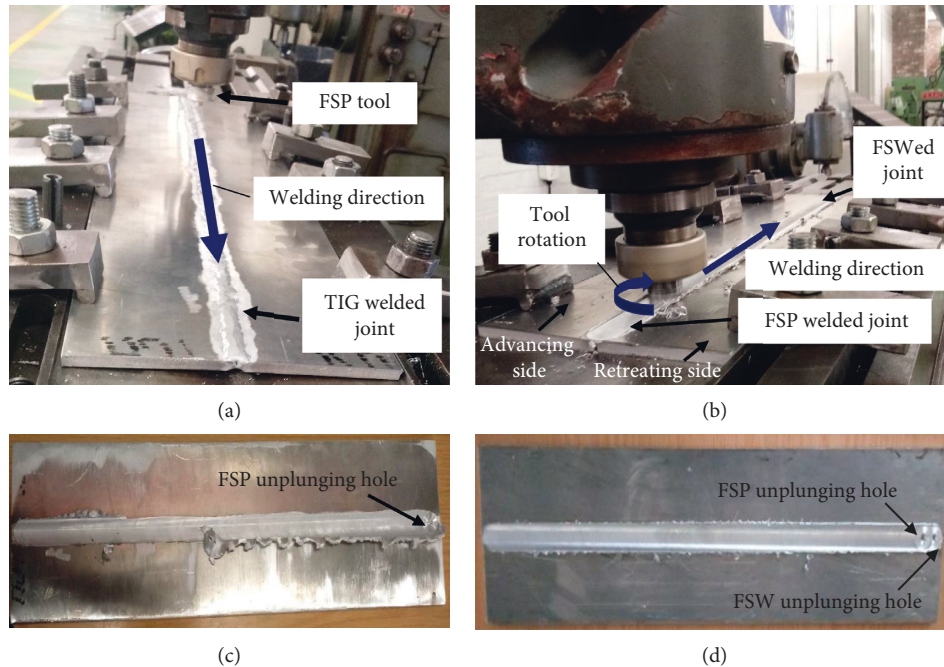 FSP tool
Welding direction
TIG welded
joint
(a)
FSWed
joint
Tool
rotation
Welding direction
FSP welded joint
Advancing
side
Retreating side
(b)
FSP unplunging hole
(c)
FSP unplunging hole
FSW unplunging hole
(d)